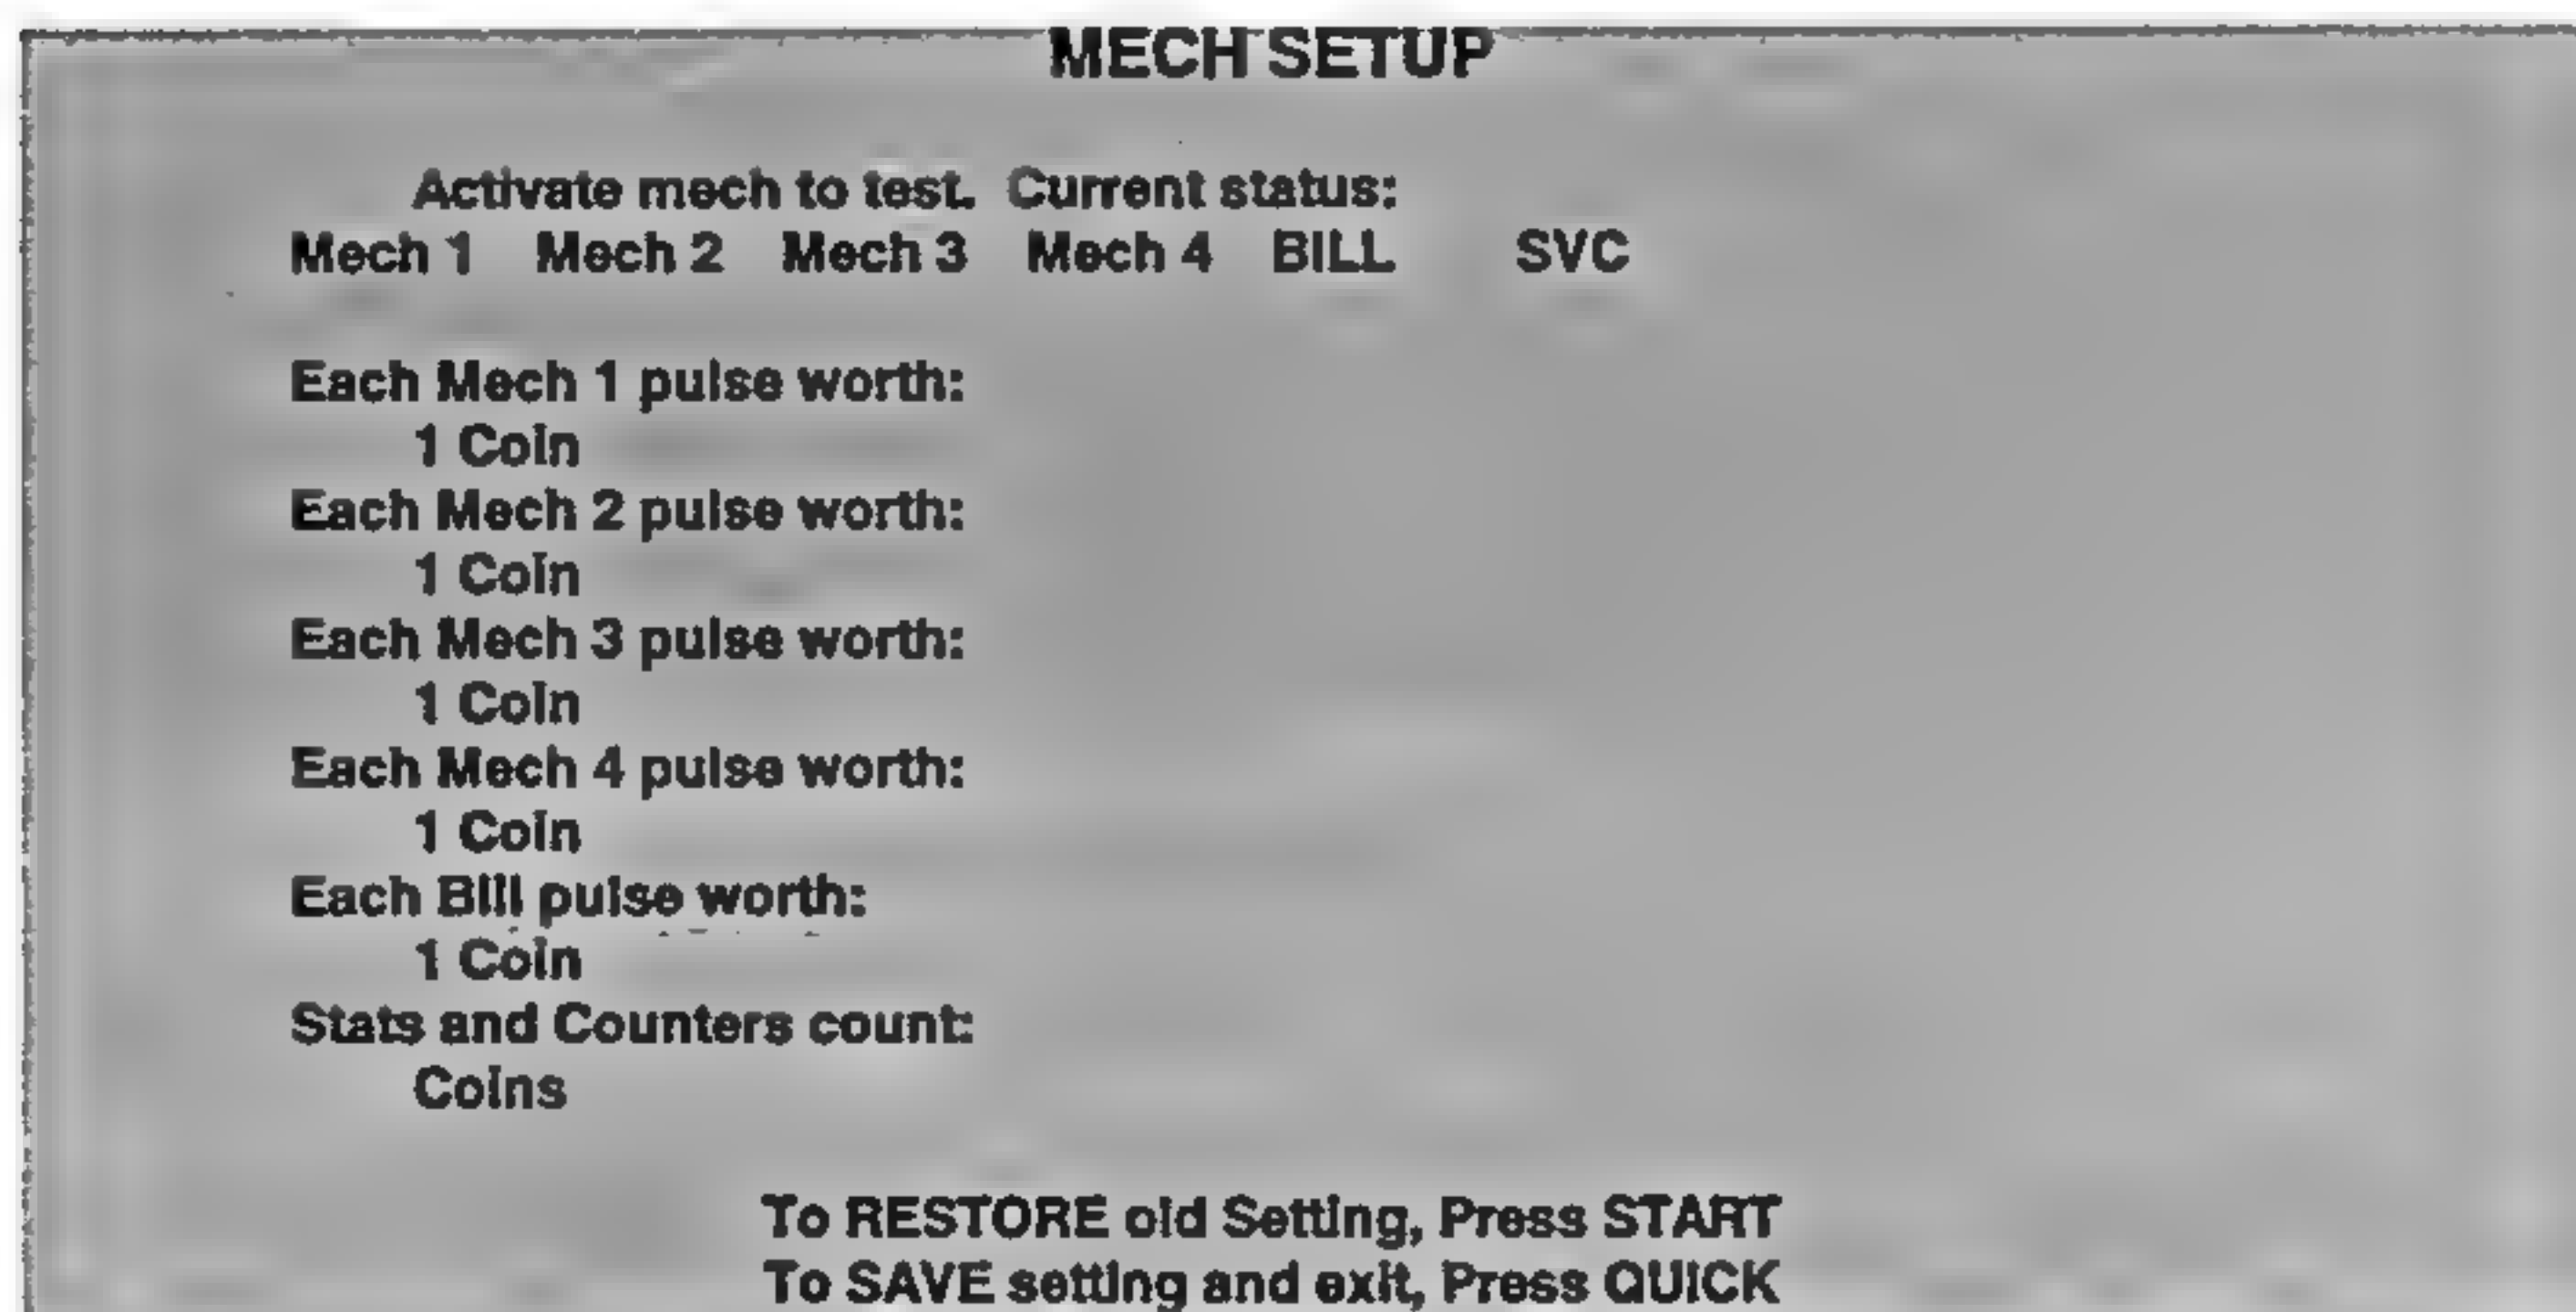 MECH SETUP
Activate mech to test.  Current status:
Mech 1 Mech 2 Mech 3 Mech 4 BILL SVC
Each Mech 1 pulse worth:
1 Coin
Each Mech 2 pulse worth:
1 Coin
Each Mech 3 pulse worth:
1 Coin
Each Mech 4 pulse worth:
1 Coin
Each Bill pulse worth:
1 Coin
Stats and Counters count:
Coins
To RESTORE old Setting, Press START
To SAVE setting and exit, Press QUICK